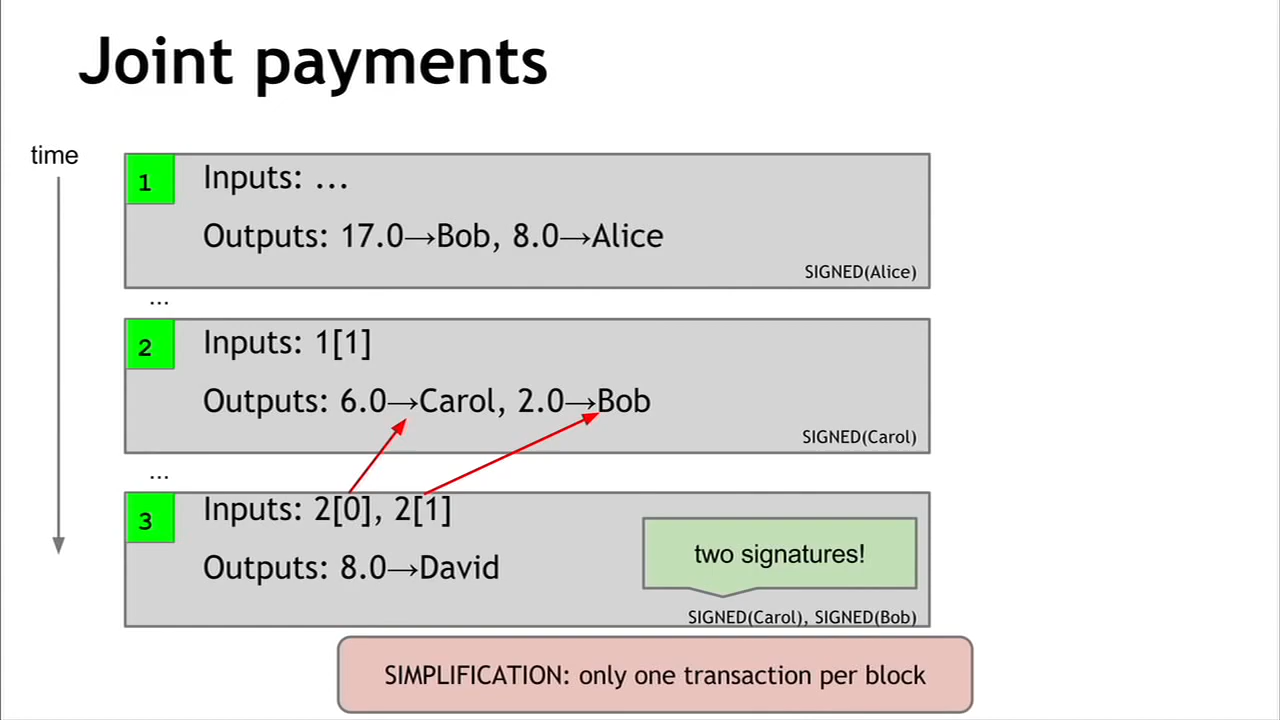 Joint payments
time
1
Inputs: ...
Outputs: 17.0→Bob, 8.0→Alice
SIGNED(Alice)
...
2
Inputs: 1[1]
Outputs: 6.0→Carol, 2.0→Bob
SIGNED(Carol)
...
3
Inputs: 2[0], 2[1]
Outputs: 8.0→David
two signatures!
SIGNED(Carol), SIGNED(Bob)
SIMPLIFICATION: only one transaction per block